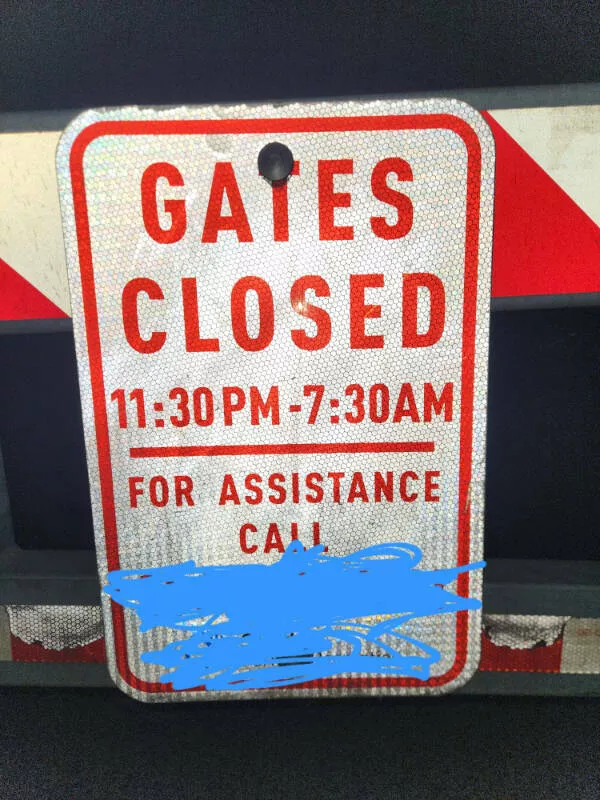 GATES
CLOSED
11:30PM-7:30AM
FOR ASSISTANCE
CALL